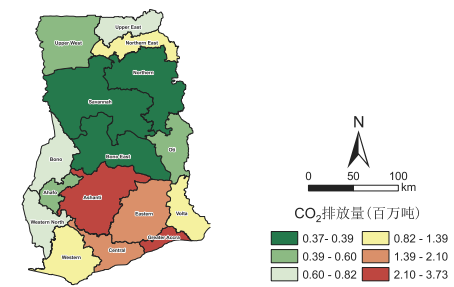 Upper East
Upper West
Northern East
Northern
Savannah
Bono East
Oti
Bono
Ahafo
Ashanti
Eastern
Volta
Western North
Greater Accra
Central
Western
N
0 50 100
km
CO₂排放量(百万吨)
0.37- 0.39 0.82 - 1.39
0.39 - 0.60 1.39 - 2.10
0.60 - 0.82 2.10 - 3.73